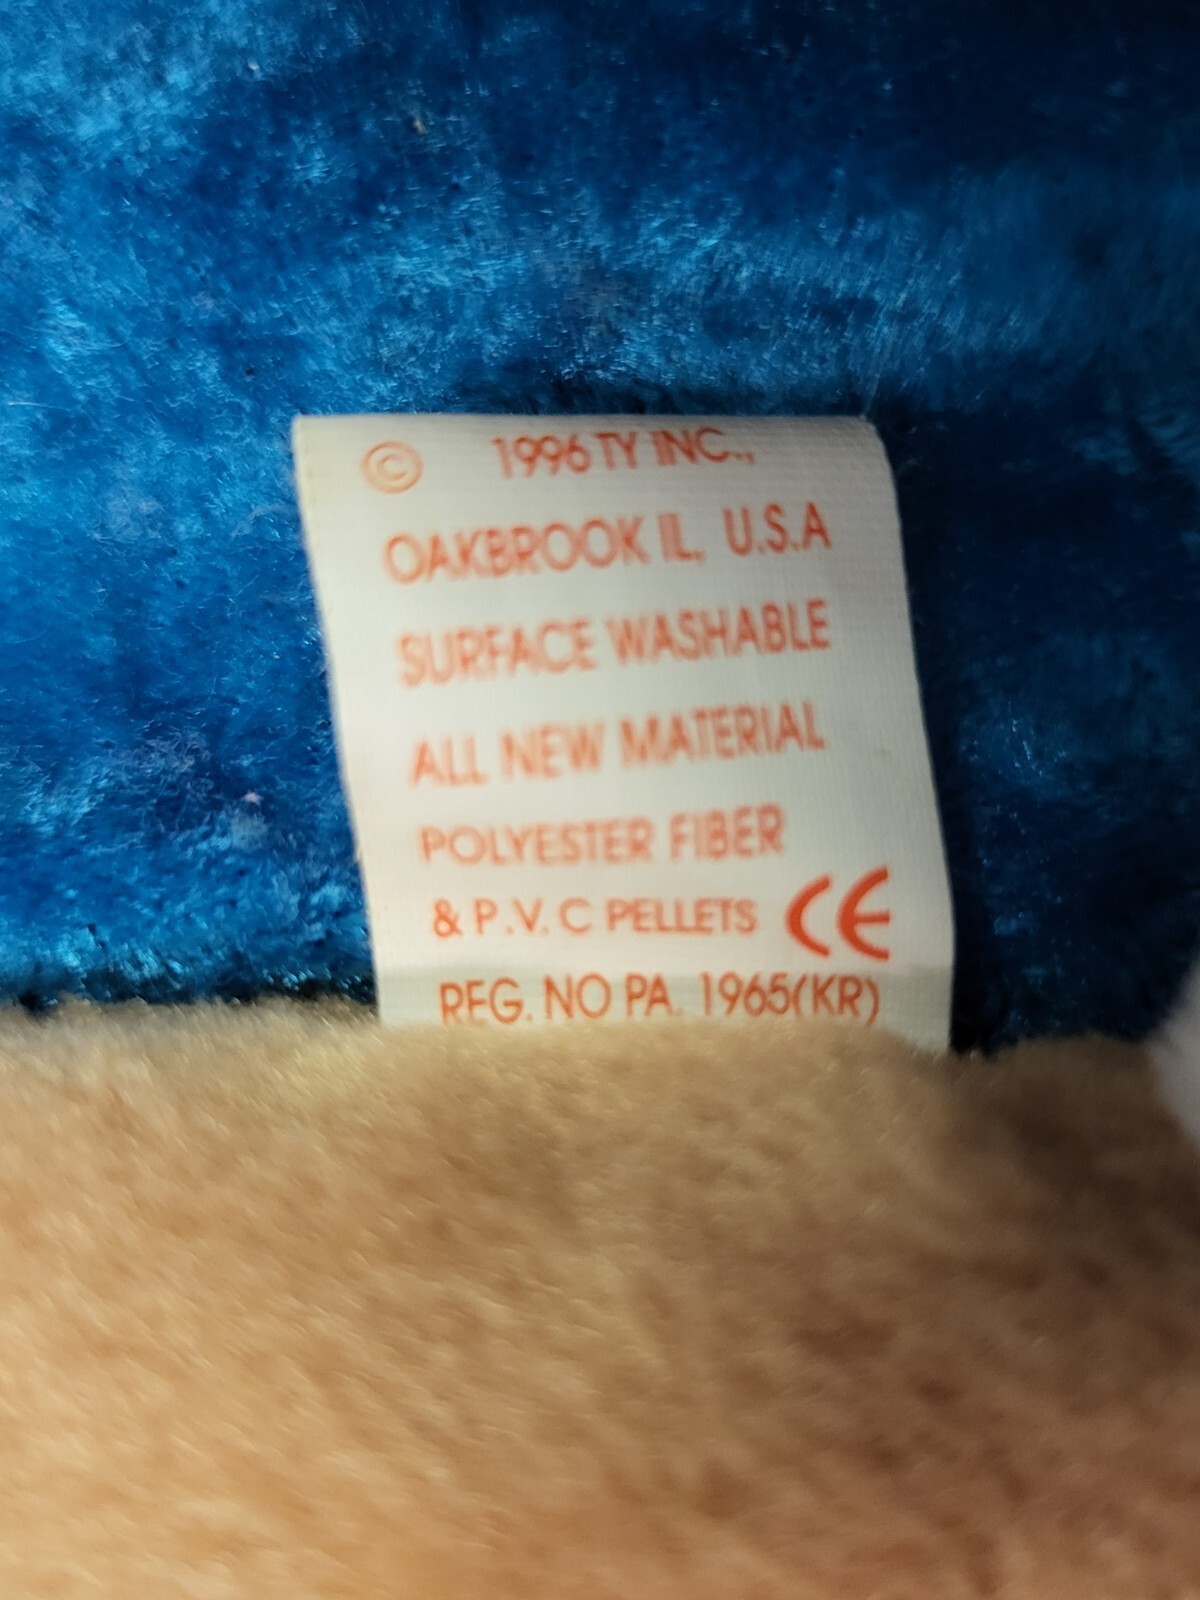 © 1996 TY INC.,
OAKBROOK IL, U.S.A
SURFACE WASHABLE
ALL NEW MATERIAL
POLYESTER FIBER
& P.V.C PELLETS CE
REG. NO PA. 1965(KR)